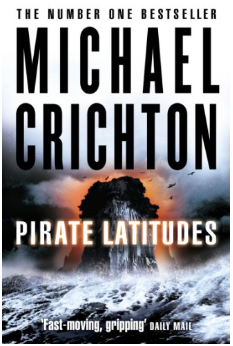 THE NUMBER ONE BESTSELLER
MICHAEL
CRICHTON
PIRATE LATITUDES
'Fast-moving, gripping' DAILY MAIL